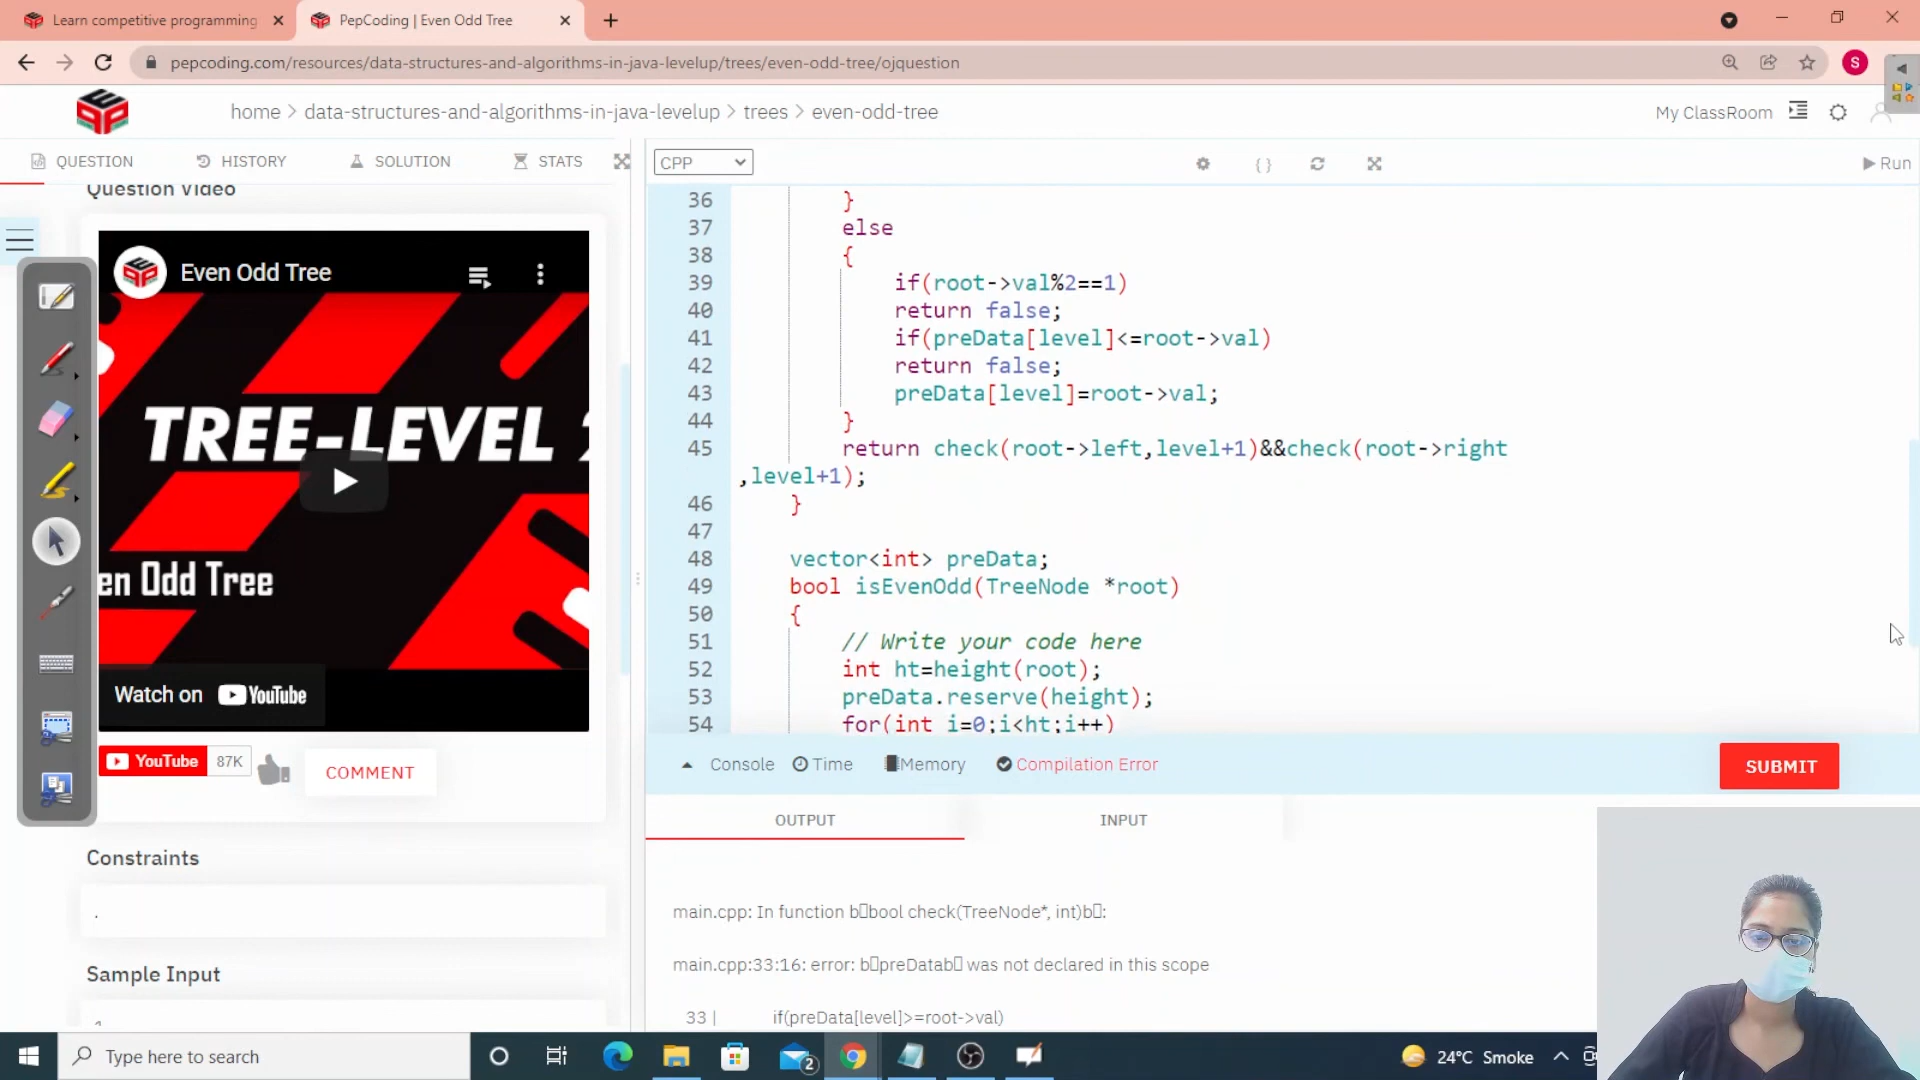 Learn competitive programming
PepCoding | Even Odd Tree
pepcoding.com/resources/data-structures-and-algorithms-in-java-levelup/trees/even-odd-tree/ojquestion
S
home > data-structures-and-algorithms-in-java-levelup > trees > even-odd-tree
My ClassRoom
QUESTION
HISTORY
SOLUTION
STATS
CPP
{ }
Run
Question Video
Even Odd Tree
TREE-LEVEL
en Odd Tree
Watch on YouTube
YouTube 87K
COMMENT
Constraints
.
Sample Input
36 }
37 else
38 {
39 if(root->val%2==1)
40 return false;
41 if(preData[level]<=root->val)
42 return false;
43 preData[level]=root->val;
44 }
45 return check(root->left,level+1)&&check(root->right
,level+1);
46 }
47
48 vector<int> preData;
49 bool isEvenOdd(TreeNode *root)
50 {
51 // Write your code here
52 int ht=height(root);
53 preData.reserve(height);
54 for(int i=0;i<ht;i++)
Console
Time
Memory
Compilation Error
SUBMIT
OUTPUT
INPUT
main.cpp: In function b▯bool check(TreeNode*, int)b▯:
main.cpp:33:16: error: b▯preDatab▯ was not declared in this scope
33 | if(preData[level]>=root->val)
Type here to search
2
24°C Smoke